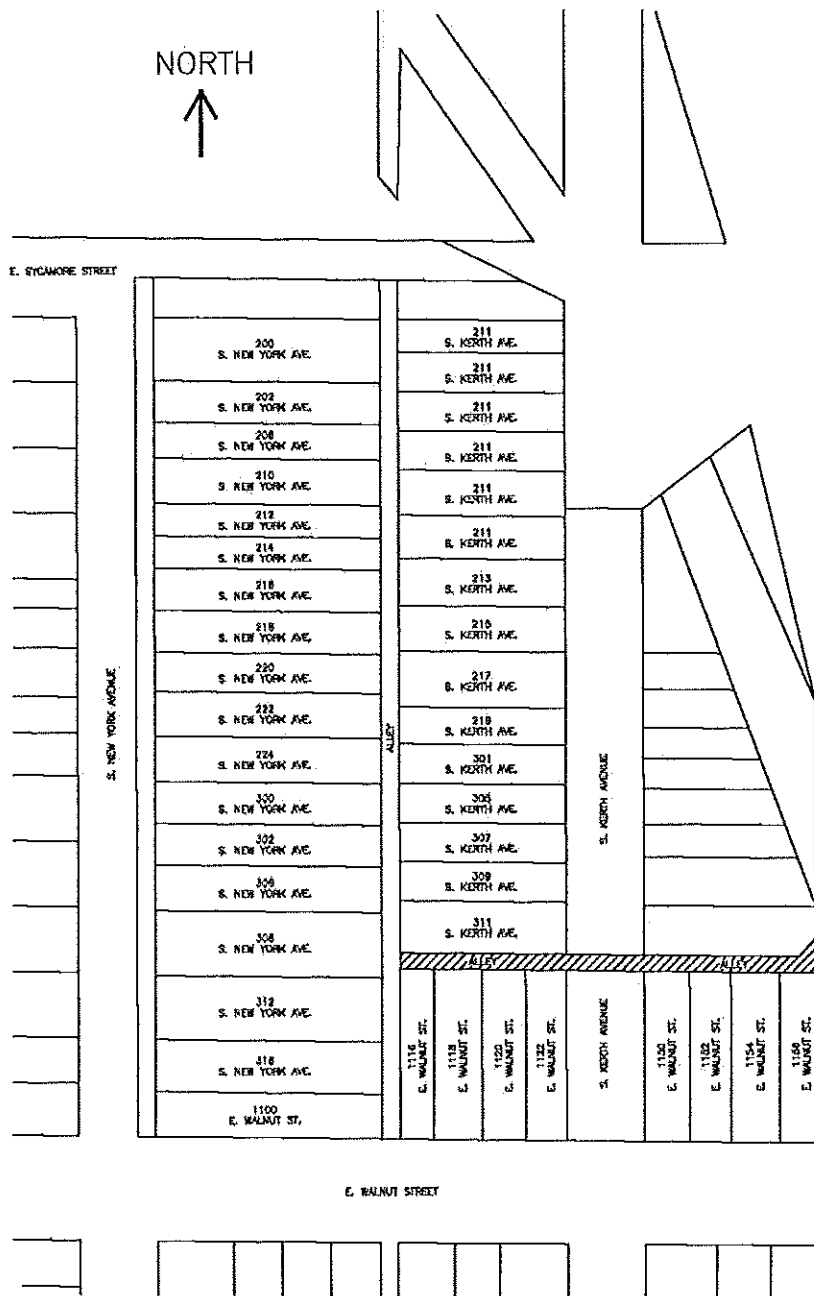 NORTH
E. SYCAMORE STREET
200
S. NEW YORK AVE.
202
S. NEW YORK AVE.
208
S. NEW YORK AVE.
210
S. NEW YORK AVE.
212
S. NEW YORK AVE.
214
S. NEW YORK AVE.
216
S. NEW YORK AVE.
218
S. NEW YORK AVE.
220
S. NEW YORK AVE.
222
S. NEW YORK AVE.
224
S. NEW YORK AVE.
300
S. NEW YORK AVE.
302
S. NEW YORK AVE.
306
S. NEW YORK AVE.
308
S. NEW YORK AVE.
312
S. NEW YORK AVE.
316
S. NEW YORK AVE.
1100
E. WALNUT ST.
S. NEW YORK AVENUE
ALLEY
211
S. KERTH AVE.
211
S. KERTH AVE.
211
S. KERTH AVE.
211
S. KERTH AVE.
211
S. KERTH AVE.
211
S. KERTH AVE.
213
S. KERTH AVE.
215
S. KERTH AVE.
217
S. KERTH AVE.
219
S. KERTH AVE.
301
S. KERTH AVE.
305
S. KERTH AVE.
307
S. KERTH AVE.
309
S. KERTH AVE.
311
S. KERTH AVE.
S. KERTH AVENUE
ALLEY
ALLEY
1116
E. WALNUT ST.
1118
E. WALNUT ST.
1120
E. WALNUT ST.
1122
E. WALNUT ST.
S. KERTH AVENUE
1150
E. WALNUT ST.
1152
E. WALNUT ST.
1154
E. WALNUT ST.
1156
E. WALNUT ST.
E. WALNUT STREET